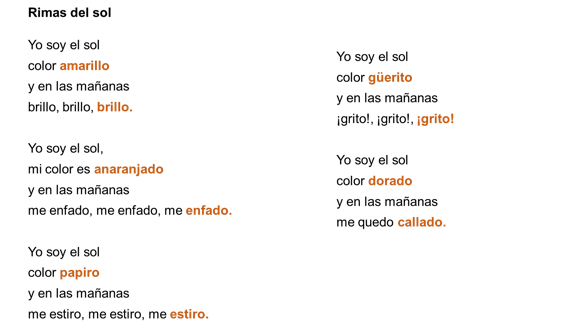 Rimas del sol
Yo soy el sol
color amarillo
y en las mañanas
brillo, brillo, brillo.
Yo soy el sol,
mi color es anaranjado
y en las mañanas
me enfado, me enfado, me enfado.
Yo soy el sol
color papiro
y en las mañanas
me estiro, me estiro, me estiro.
Yo soy el sol
color güerito
y en las mañanas
¡grito!, ¡grito!, ¡grito!
Yo soy el sol
color dorado
y en las mañanas
me quedo callado.